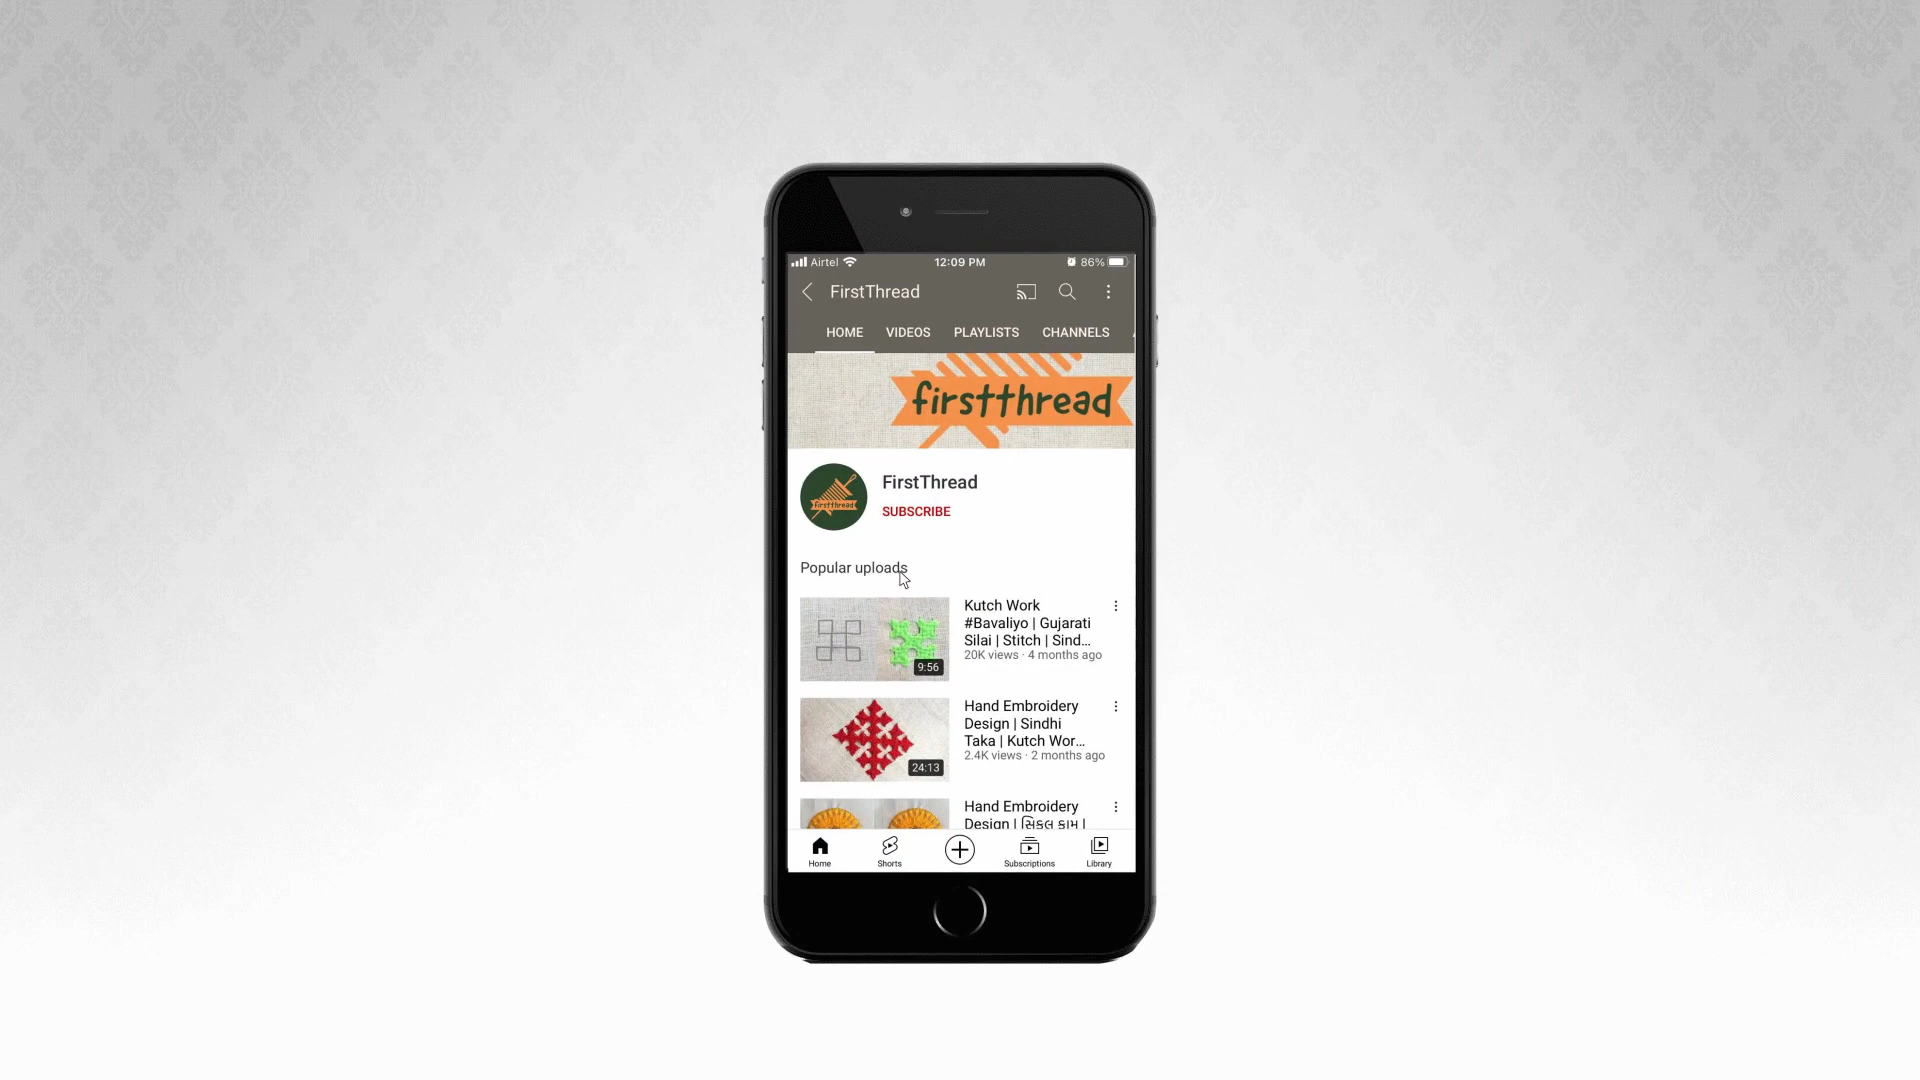 Airtel
12:09 PM
86%
FirstThread
HOME VIDEOS PLAYLISTS CHANNELS
firstthread
firstthread
FirstThread
SUBSCRIBE
Popular uploads
9:56
Kutch Work
#Bavaliyo | Gujarati
Silai | Stitch | Sind...
20K views · 4 months ago
24:13
Hand Embroidery
Design | Sindhi
Taka | Kutch Wor...
2.4K views · 2 months ago
Hand Embroidery
Design |
Home Shorts Subscriptions Library